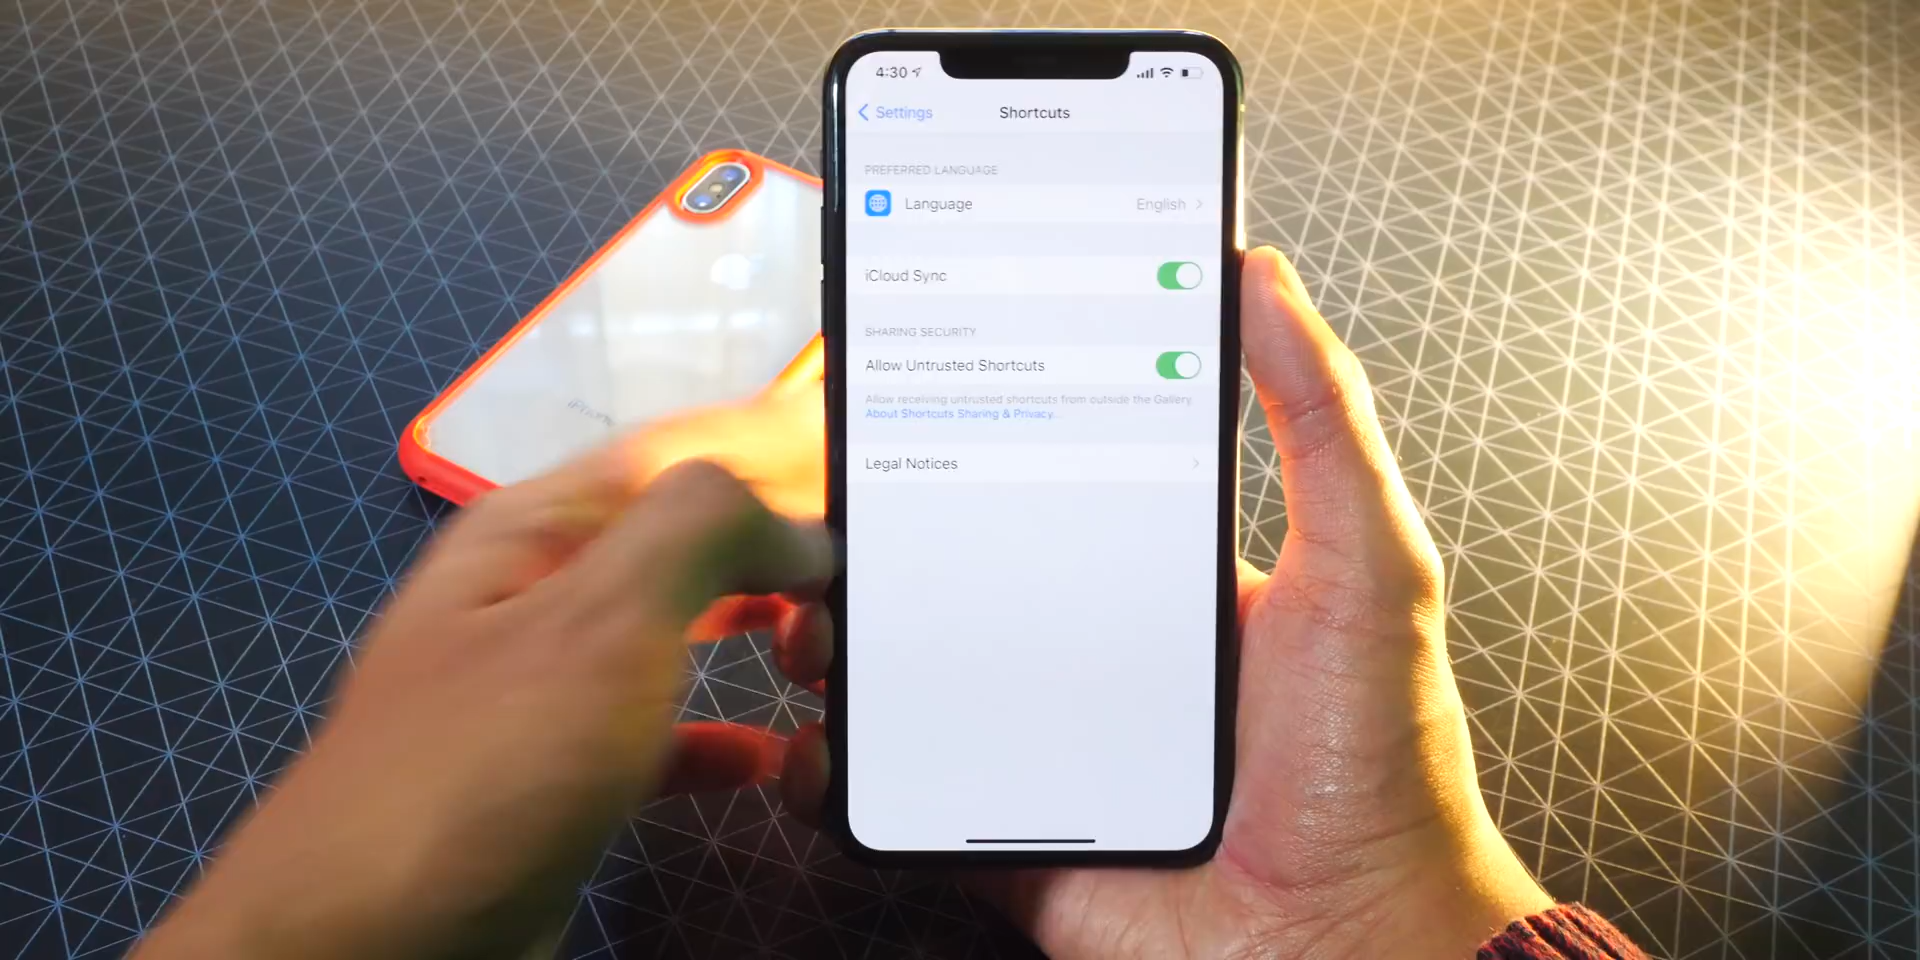 4:30
Settings
Shortcuts
PREFERRED LANGUAGE
Language
English
iCloud Sync
SHARING SECURITY
Allow Untrusted Shortcuts
Allow receiving untrusted shortcuts from outside the Gallery.
About Shortcuts Sharing & Privacy...
Legal Notices
iPhone